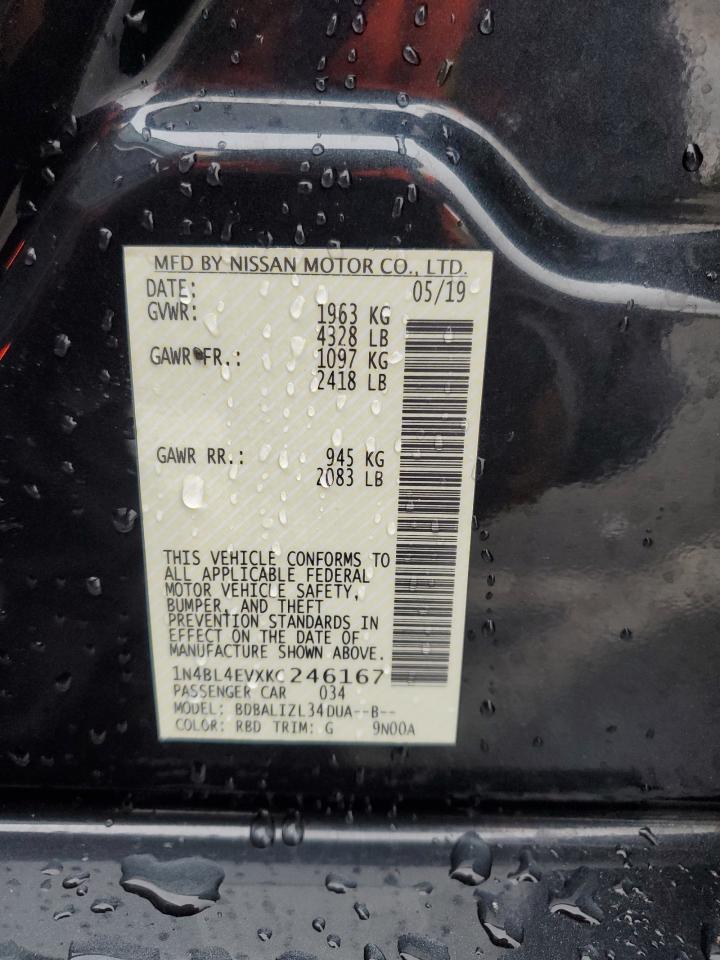 MFD BY NISSAN MOTOR CO., LTD.
DATE: 05/19
GVWR: 1963 KG
4328 LB
GAWR FR.: 1097 KG
2418 LB
GAWR RR.: 945 KG
2083 LB
THIS VEHICLE CONFORMS TO
ALL APPLICABLE FEDERAL
MOTOR VEHICLE SAFETY,
BUMPER, AND THEFT
PREVENTION STANDARDS IN
EFFECT ON THE DATE OF
MANUFACTURE SHOWN ABOVE.
1N4BL4EVXKC246167
PASSENGER CAR 034
MODEL: BDBALIZL34DUA--B--
COLOR: RBD TRIM: G 9N00A